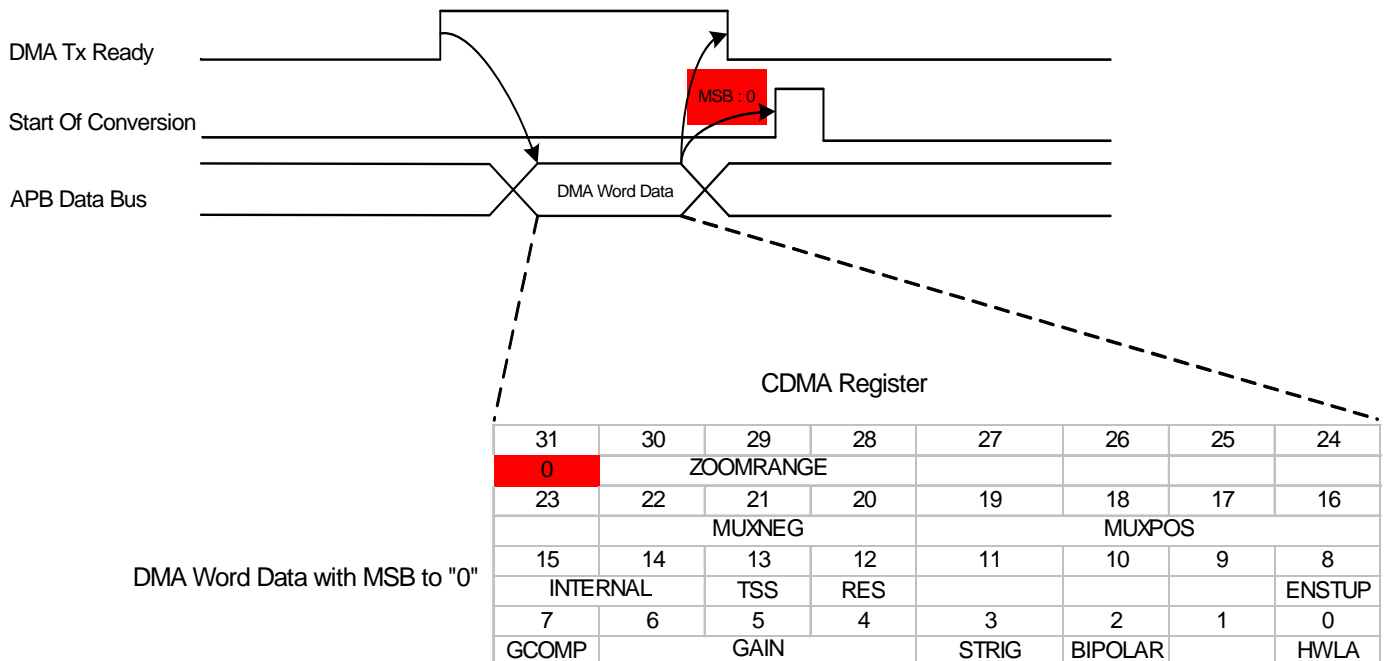 DMA Tx Ready
MSB : 0
Start Of Conversion
APB Data Bus
DMA Word Data
CDMA Register
31 30 29 28 27 26 25 24
0 ZOOMRANGE
23 22 21 20 19 18 17 16
MUXNEG MUXPOS
DMA Word Data with MSB to "0"
15 14 13 12 11 10 9 8
INTERNAL TSS RES ENSTUP
7 6 5 4 3 2 1 0
GCOMP GAIN STRIG BIPOLAR HWLA